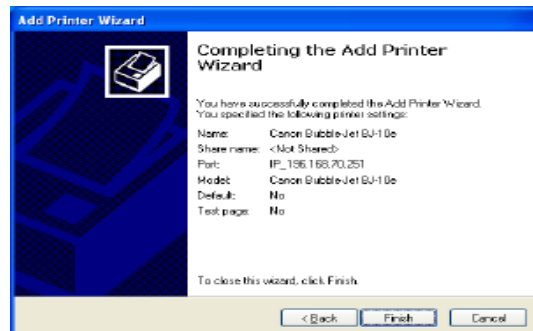 Add Printer Wizard
Completing the Add Printer
Wizard
You have successfully completed the Add Printer Wizard.
You specified the following printer settings:
Name: Canon Bubble-Jet BJ-10e
Share name: <Not Shared>
Port: IP_196.168.70.251
Model: Canon Bubble-Jet BJ-10e
Default: No
Test page: No
To close this wizard, click Finish.
< Back Finish Cancel